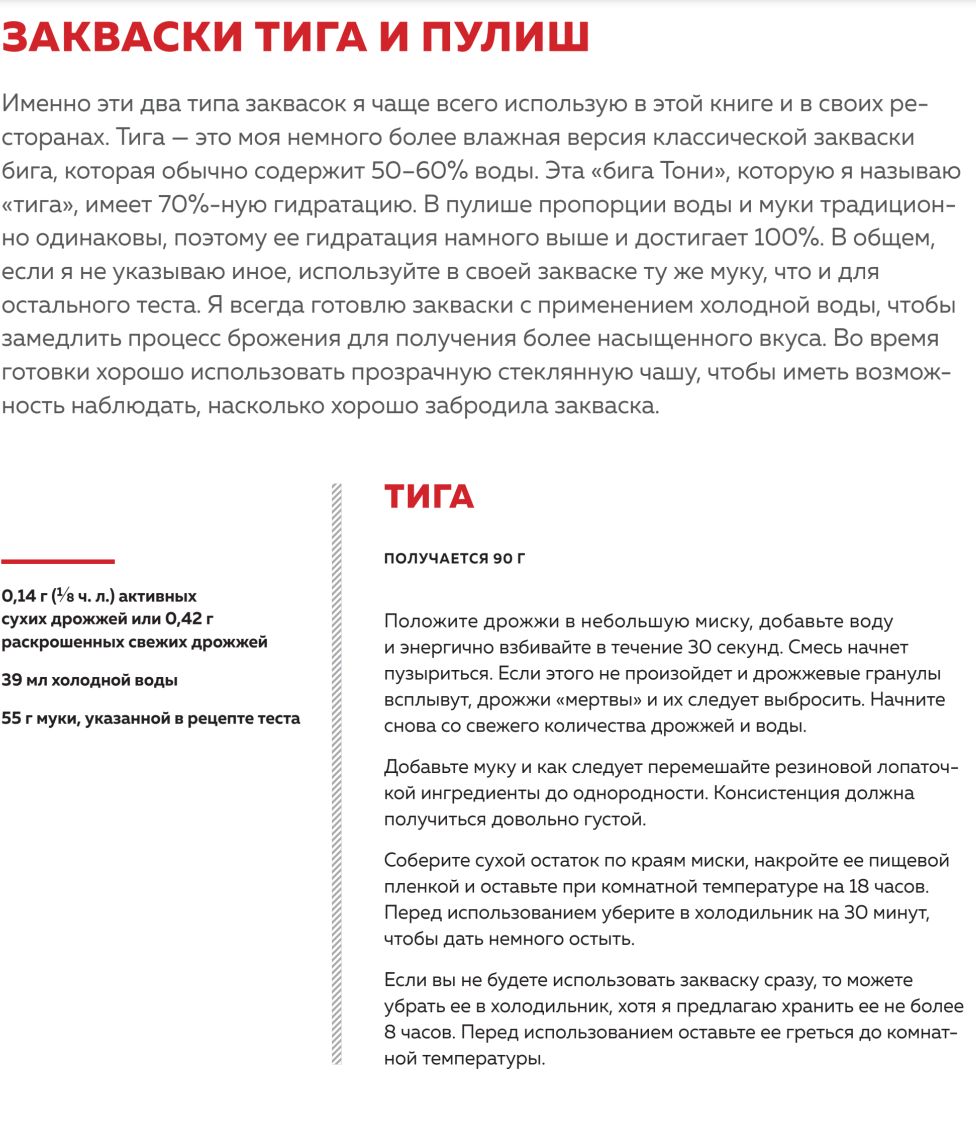 ЗАКВАСКИ ТИГА И ПУЛИШ
Именно эти два типа заквасок я чаще всего использую в этой книге и в своих ре-
сторанах. Тига — это моя немного более влажная версия классической закваски
бига, которая обычно содержит 50–60% воды. Эта «бига Тони», которую я называю
«тига», имеет 70%-ную гидратацию. В пулише пропорции воды и муки традицион-
но одинаковы, поэтому ее гидратация намного выше и достигает 100%. В общем,
если я не указываю иное, используйте в своей закваске ту же муку, что и для
остального теста. Я всегда готовлю закваски с применением холодной воды, чтобы
замедлить процесс брожения для получения более насыщенного вкуса. Во время
готовки хорошо использовать прозрачную стеклянную чашу, чтобы иметь возмож-
ность наблюдать, насколько хорошо забродила закваска.
0,14 г (⅛ ч. л.) активных
сухих дрожжей или 0,42 г
раскрошенных свежих дрожжей
39 мл холодной воды
55 г муки, указанной в рецепте теста
ТИГА
ПОЛУЧАЕТСЯ 90 Г
Положите дрожжи в небольшую миску, добавьте воду
и энергично взбивайте в течение 30 секунд. Смесь начнет
пузыриться. Если этого не произойдет и дрожжевые гранулы
всплывут, дрожжи «мертвы» и их следует выбросить. Начните
снова со свежего количества дрожжей и воды.
Добавьте муку и как следует перемешайте резиновой лопаточ-
кой ингредиенты до однородности. Консистенция должна
получиться довольно густой.
Соберите сухой остаток по краям миски, накройте ее пищевой
пленкой и оставьте при комнатной температуре на 18 часов.
Перед использованием уберите в холодильник на 30 минут,
чтобы дать немного остыть.
Если вы не будете использовать закваску сразу, то можете
убрать ее в холодильник, хотя я предлагаю хранить ее не более
8 часов. Перед использованием оставьте ее греться до комнат-
ной температуры.